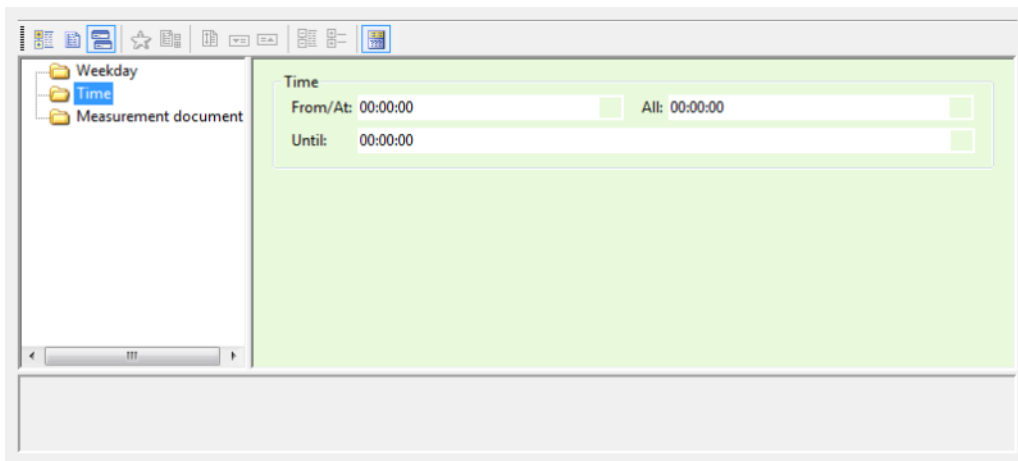 Weekday
Time
Measurement document
Time
From/At: 00:00:00 All: 00:00:00
Until: 00:00:00